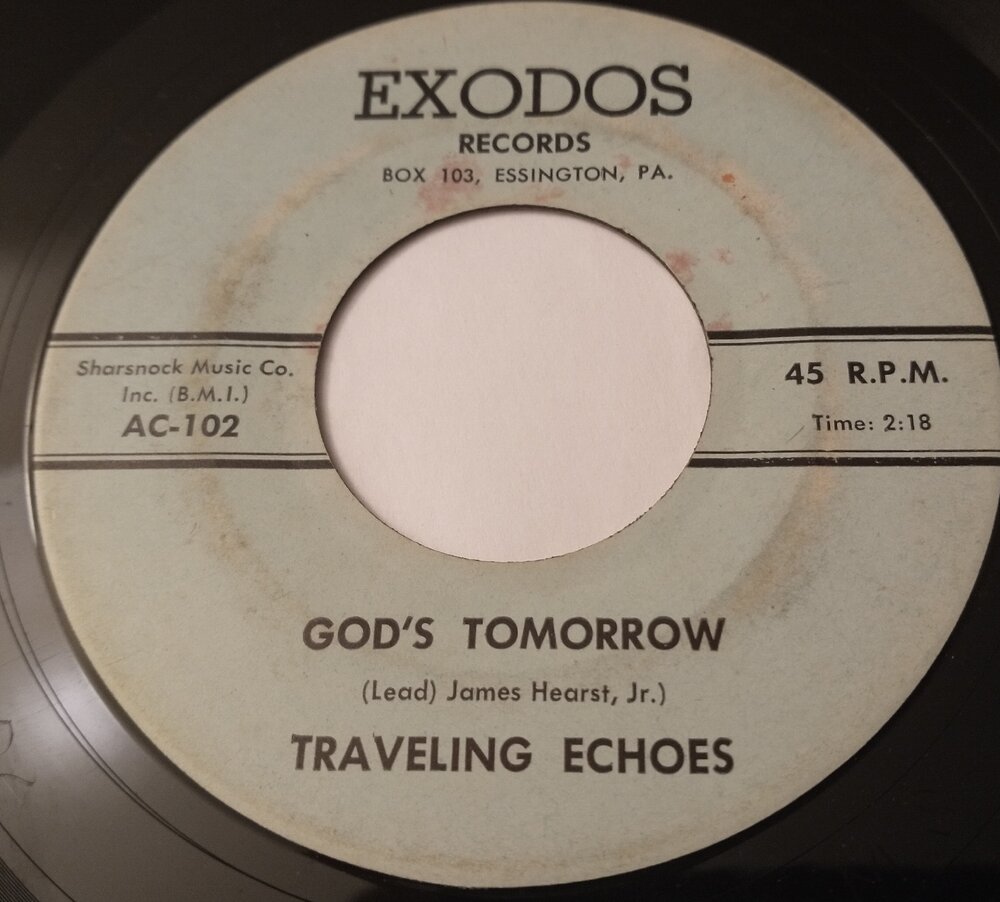 EXODOS
RECORDS
BOX 103, ESSINGTON, PA.
Sharsnock Music Co.
Inc. (B.M.I.)
AC-102
45 R.P.M.
Time: 2:18
GOD'S TOMORROW
(Lead) James Hearst, Jr.)
TRAVELING ECHOES